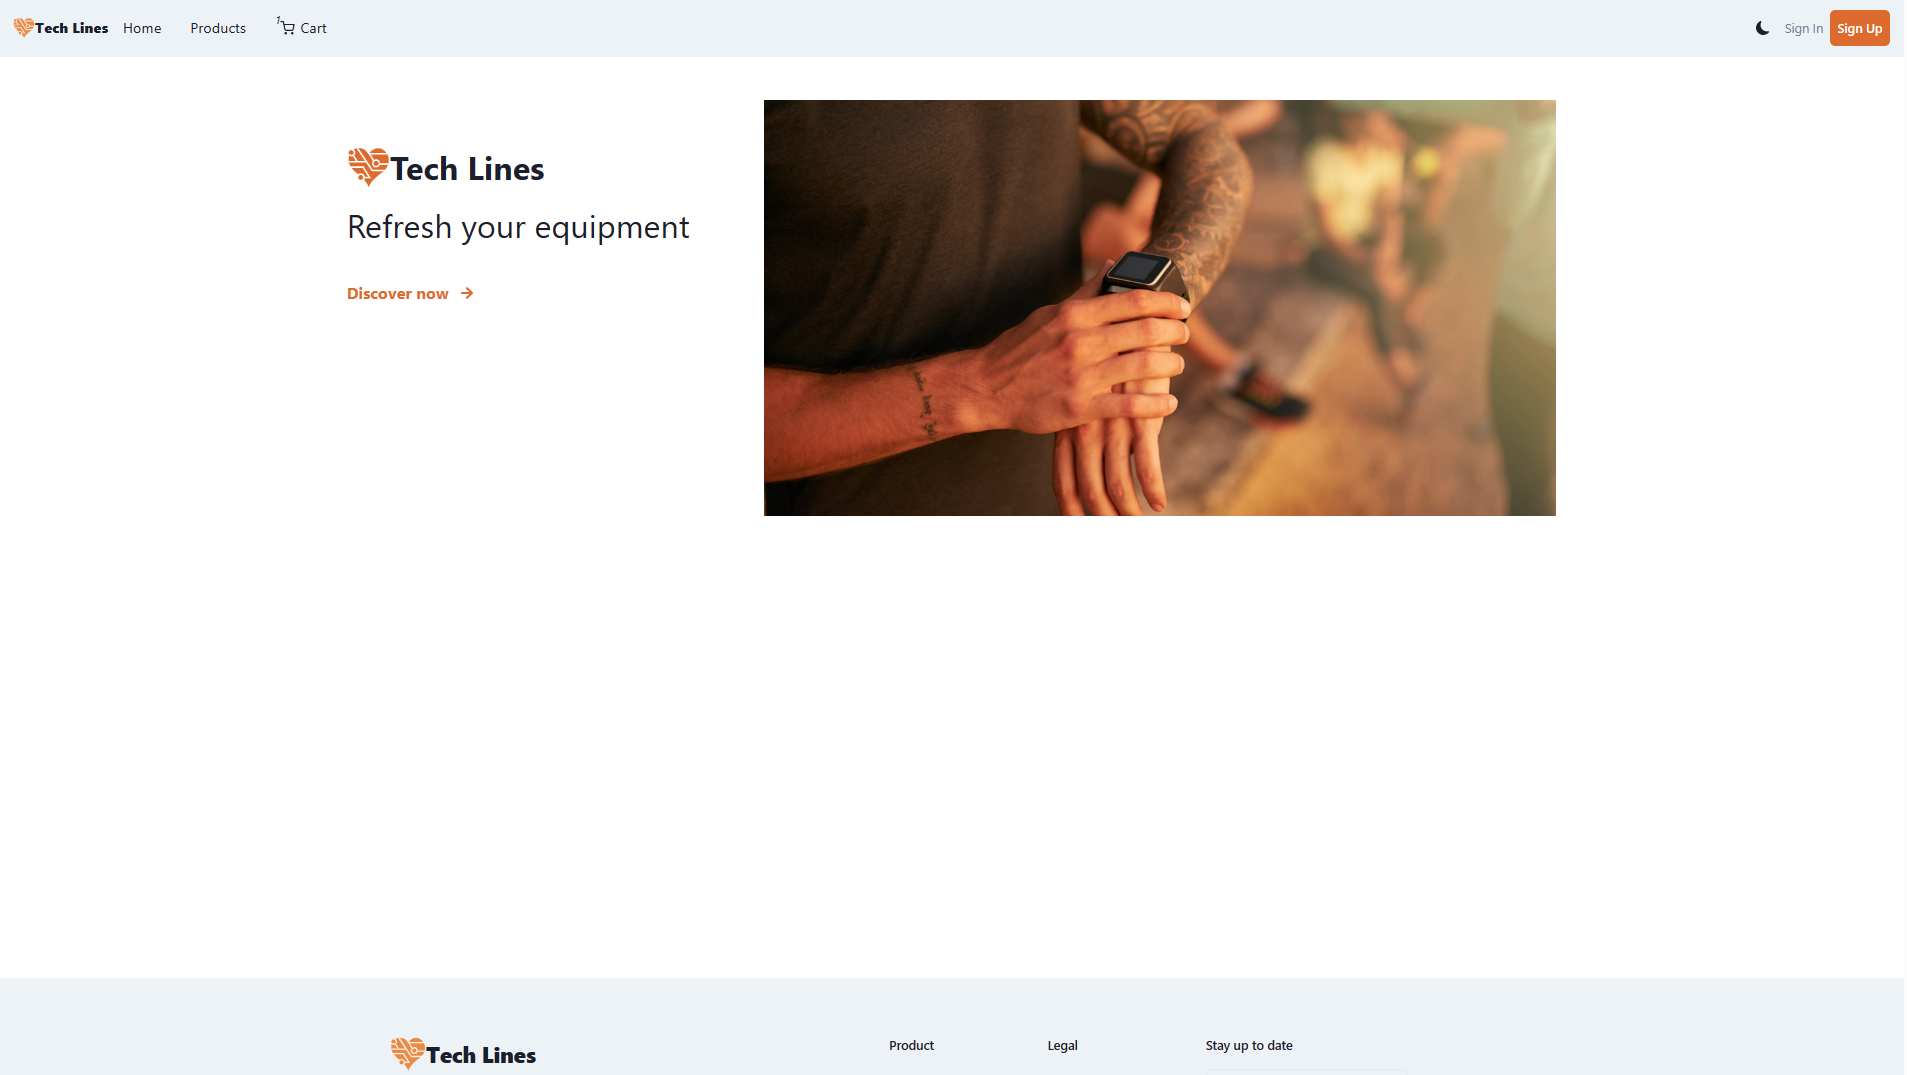 Tech Lines Home Products 1 Cart Sign In Sign Up
Tech Lines
Refresh your equipment
Discover now
Tech Lines Product Legal Stay up to date